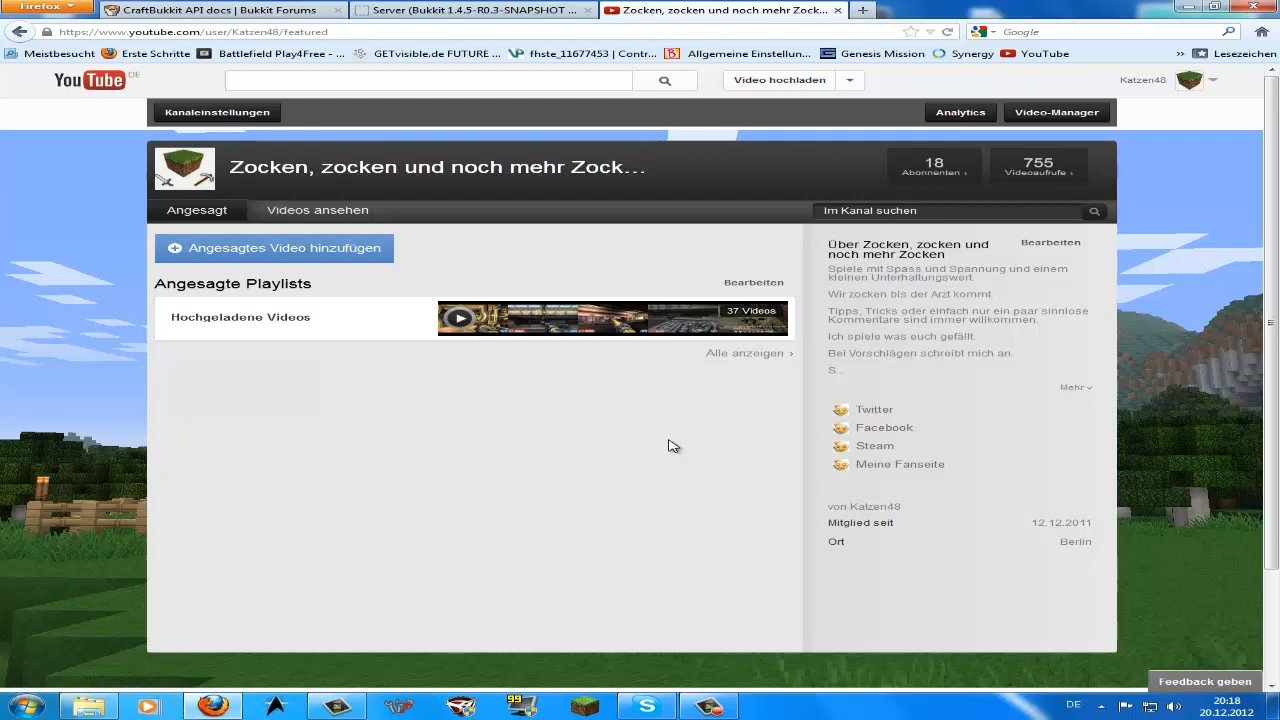 Firefox
CraftBukkit API docs | Bukkit Forums
Server (Bukkit 1.4.5-R0.3-SNAPSHOT ...
Zocken, zocken und noch mehr Zock...
https://www.youtube.com/user/Katzen48/featured
Google
Meistbesucht
Erste Schritte
Benjamin Barney4Free
GETvisible.de FUTURE ...
Felite_11677453 | Contr...
Allgemeine Einstellun...
Genesis Mission
Synergy
YouTube
Lesezeichen
YouTube DE
Video hochladen
Katzen48
Kanaleinstellungen
Analytics
Video-Manager
Zocken, zocken und noch mehr Zock...
18
Abonnenten ›
755
Videoaufrufe ›
Angesagt
Videos ansehen
Im Kanal suchen
Angesagtes Video hinzufügen
Angesagte Playlists
Bearbeiten
Hochgeladene Videos
37 Videos
Alle anzeigen ›
Über Zocken, zocken und
noch mehr Zocken
Bearbeiten
Spiele mit Spass und Spannung und einem
kleinen Unterhaltungswert.
Wir zocken bis der Arzt kommt
Tipps, Tricks oder einfach nur ein paar sinnlose
Kommentare sind immer willkommen.
Ich spiele was euch gefällt.
Bei Vorschlägen schreibt mich an.
S...
Mehr
Twitter
Facebook
Steam
Meine Fanseite
von Katzen48
Mitglied seit
12.12.2011
Ort
Berlin
Feedback geben
99
DE
20:18
20.12.2012